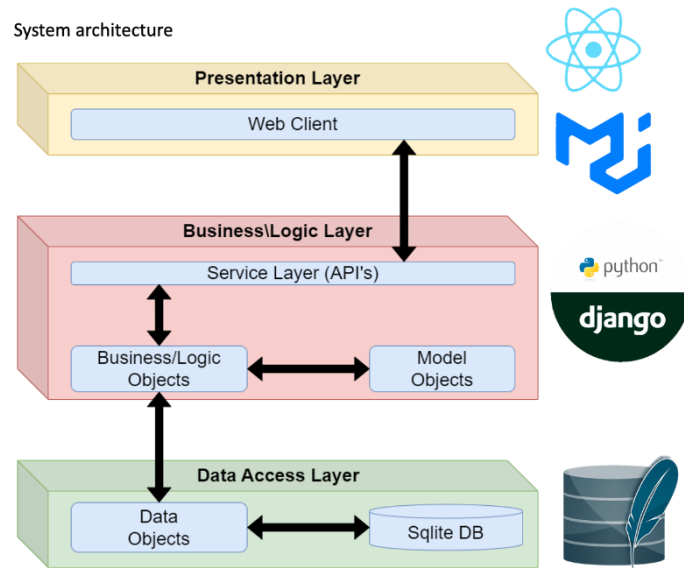 System architecture
Presentation Layer
Web Client
Business\Logic Layer
Service Layer (API's)
python™
django
Business/Logic
Objects
Model
Objects
Data Access Layer
Data
Objects
Sqlite DB